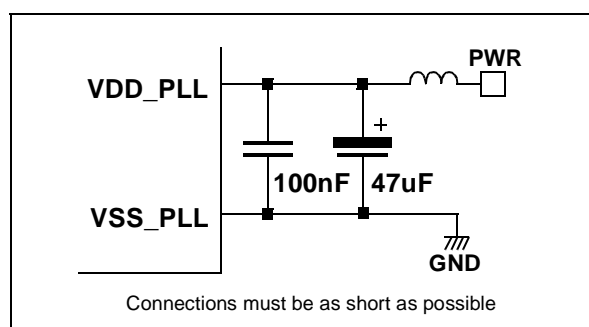 PWR
VDD_PLL
+
100nF 47uF
VSS_PLL
GND
Connections must be as short as possible